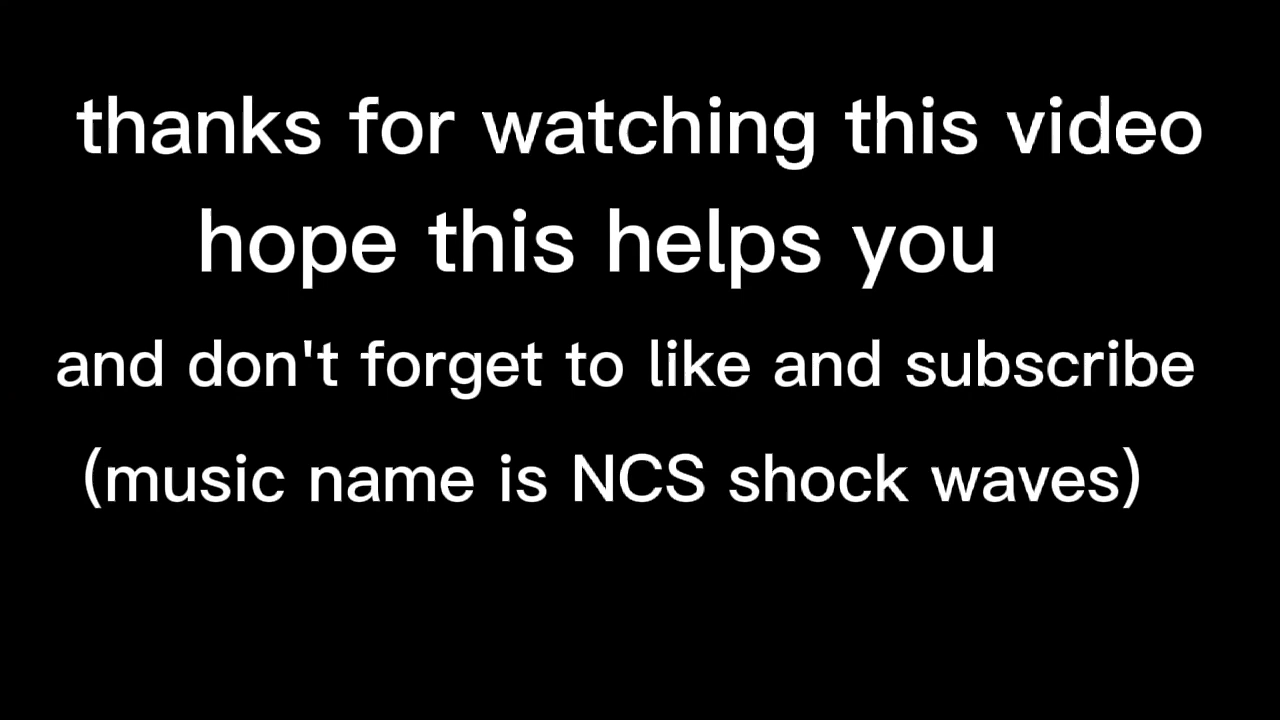 thanks for watching this video
hope this helps you
and don't forget to like and subscribe
(music name is NCS shock waves)